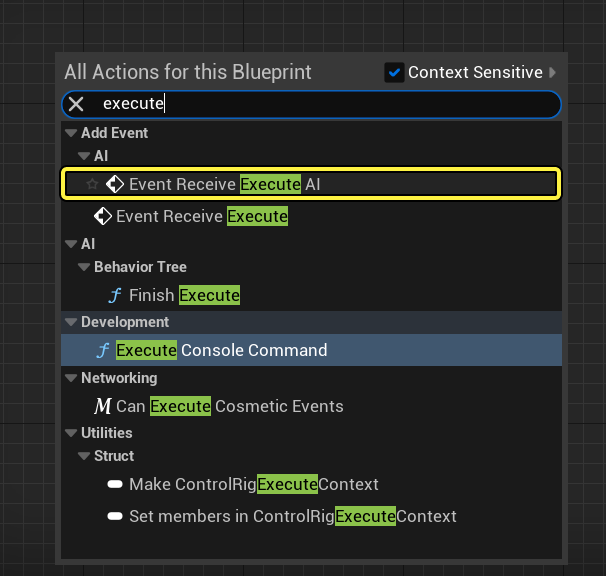 All Actions for this Blueprint
Context Sensitive
execute
Add Event
AI
Event Receive Execute AI
Event Receive Execute
AI
Behavior Tree
f Finish Execute
Development
f Execute Console Command
Networking
M Can Execute Cosmetic Events
Utilities
Struct
Make ControlRigExecuteContext
Set members in ControlRigExecuteContext